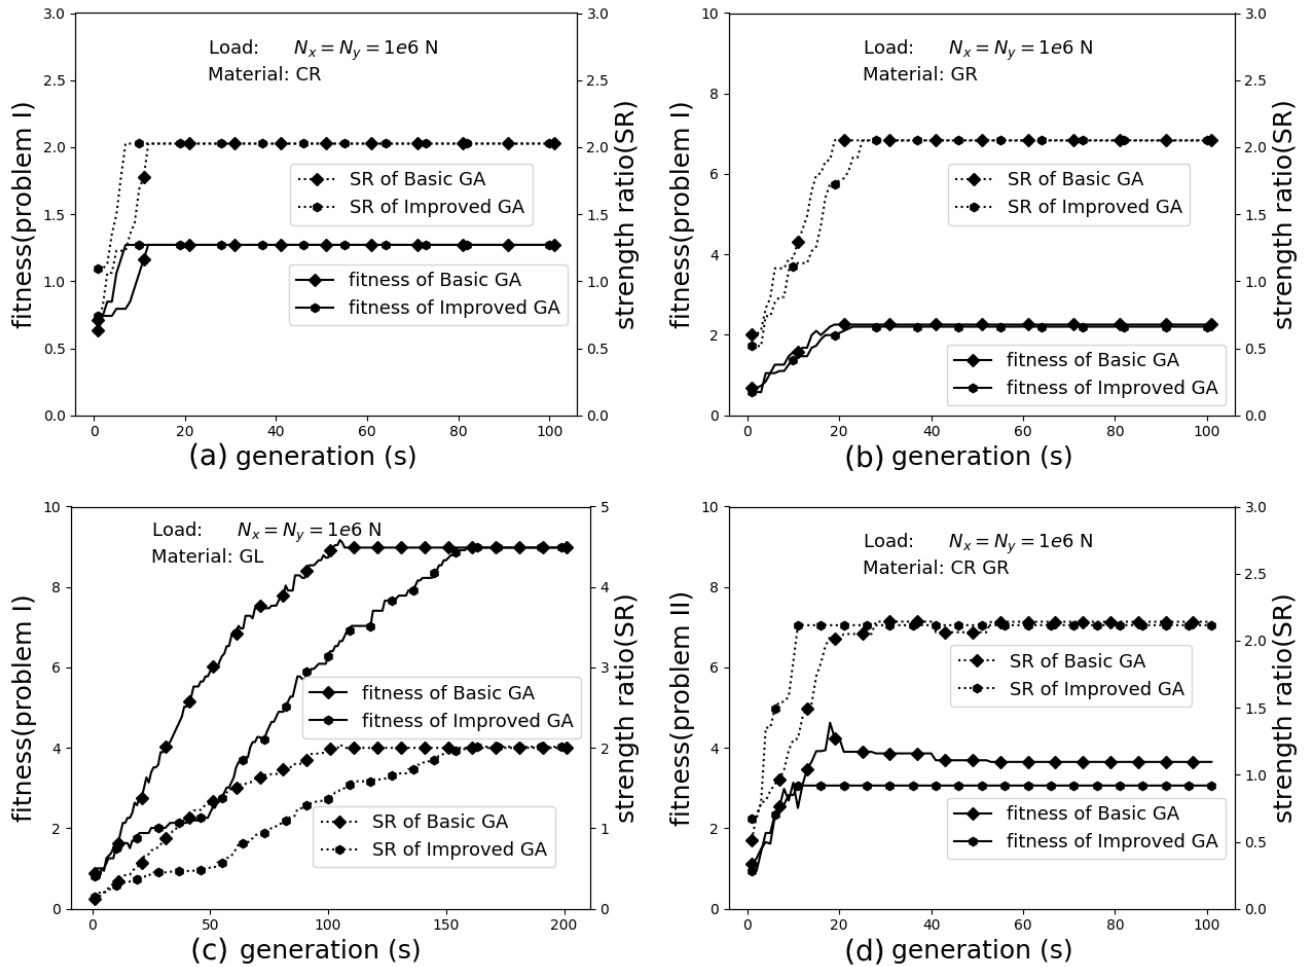 3.0
2.5
2.0
1.5
1.0
0.5
0.0
fitness(problem I)
Load: Nx = Ny = 1e6 N
Material: CR
SR of Basic GA
SR of Improved GA
fitness of Basic GA
fitness of Improved GA
3.0
2.5
2.0
1.5
1.0
0.5
0.0
strength ratio(SR)
0 20 40 60 80 100
(a) generation (s)
10
8
6
4
2
0
fitness(problem I)
Load: Nx = Ny = 1e6 N
Material: GR
SR of Basic GA
SR of Improved GA
fitness of Basic GA
fitness of Improved GA
3.0
2.5
2.0
1.5
1.0
0.5
0.0
strength ratio(SR)
0 20 40 60 80 100
(b) generation (s)
10
8
6
4
2
0
fitness(problem I)
Load: Nx = Ny = 1e6 N
Material: GL
fitness of Basic GA
fitness of Improved GA
SR of Basic GA
SR of Improved GA
5
4
3
2
1
0
strength ratio(SR)
0 50 100 150 200
(c) generation (s)
10
8
6
4
2
0
fitness(problem II)
Load: Nx = Ny = 1e6 N
Material: CR GR
SR of Basic GA
SR of Improved GA
fitness of Basic GA
fitness of Improved GA
3.0
2.5
2.0
1.5
1.0
0.5
0.0
strength ratio(SR)
0 20 40 60 80 100
(d) generation (s)